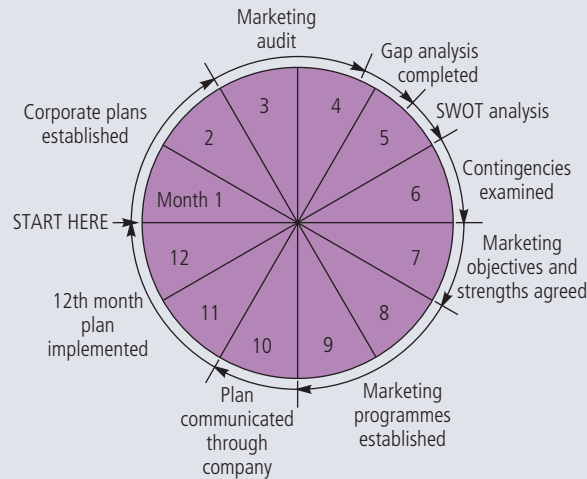 Marketing
audit
Gap analysis
completed
SWOT analysis
Contingencies
examined
Marketing
objectives and
strengths agreed
Marketing
programmes
established
Plan
communicated
through
company
12th month
plan
implemented
START HERE
Corporate plans
established
Month 1
2
3
4
5
6
7
8
9
10
11
12